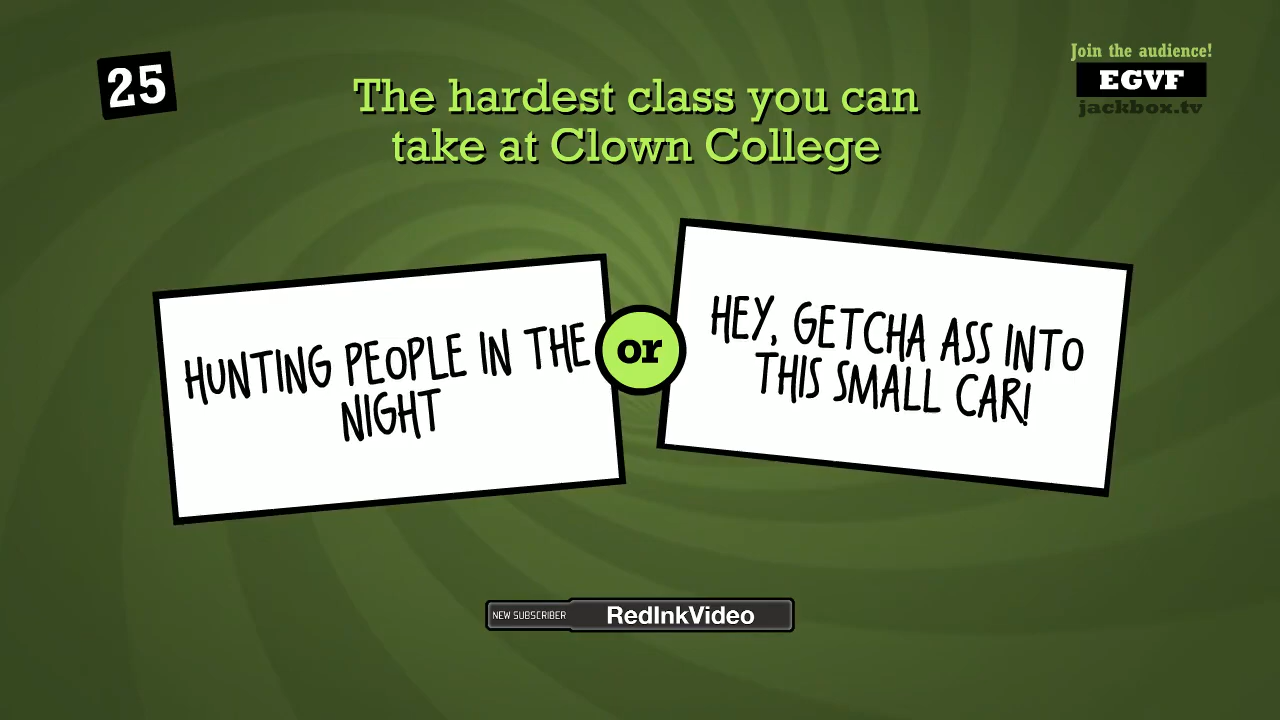 25
Join the audience!
EGVF
jackbox.tv
The hardest class you can
take at Clown College
HUNTING PEOPLE IN THE
NIGHT
or
HEY, GETCHA ASS INTO
THIS SMALL CAR!
NEW SUBSCRIBER RedInkVideo